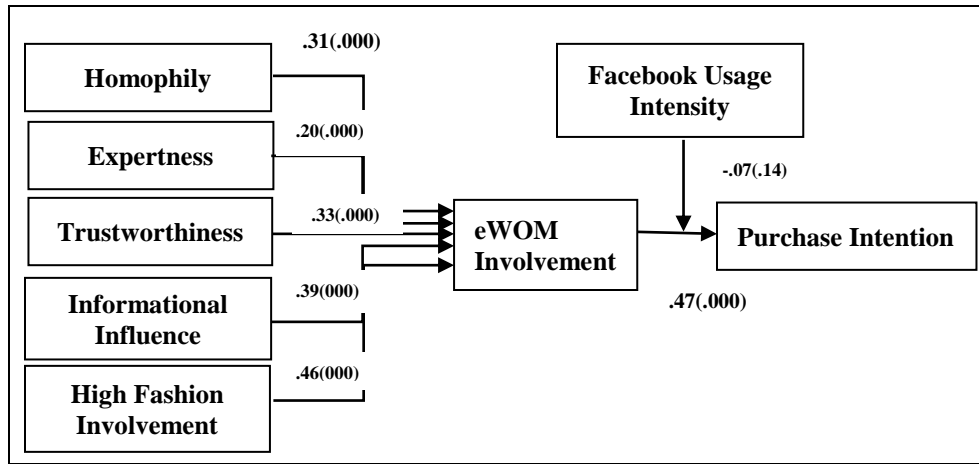 .31(.000)
Homophily
Facebook Usage
Intensity
.20(.000)
Expertness
-.07(.14)
.33(.000)
Trustworthiness
eWOM
Involvement
Purchase Intention
.47(.000)
.39(000)
Informational
Influence
.46(000)
High Fashion
Involvement